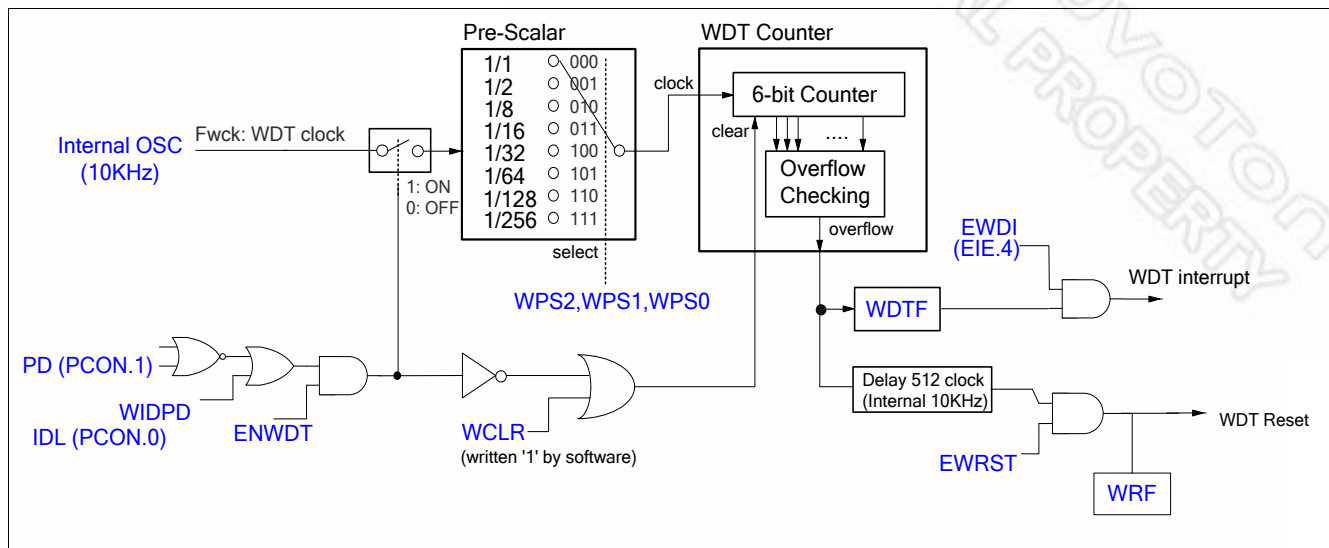 Pre-Scalar
1/1 000
1/2 001
1/8 010
1/16 011
1/32 100
1/64 101
1/128 110
1/256 111
select
WPS2,WPS1,WPS0
Internal OSC
(10KHz)
Fwck: WDT clock
1: ON
0: OFF
clock
WDT Counter
6-bit Counter
clear
....
Overflow
Checking
overflow
EWDI
(EIE.4)
WDT interrupt
WDTF
PD (PCON.1)
WIDPD
IDL (PCON.0)
ENWDT
WCLR
(written '1' by software)
Delay 512 clock
(Internal 10KHz)
EWRST
WDT Reset
WRF
PROPERTY